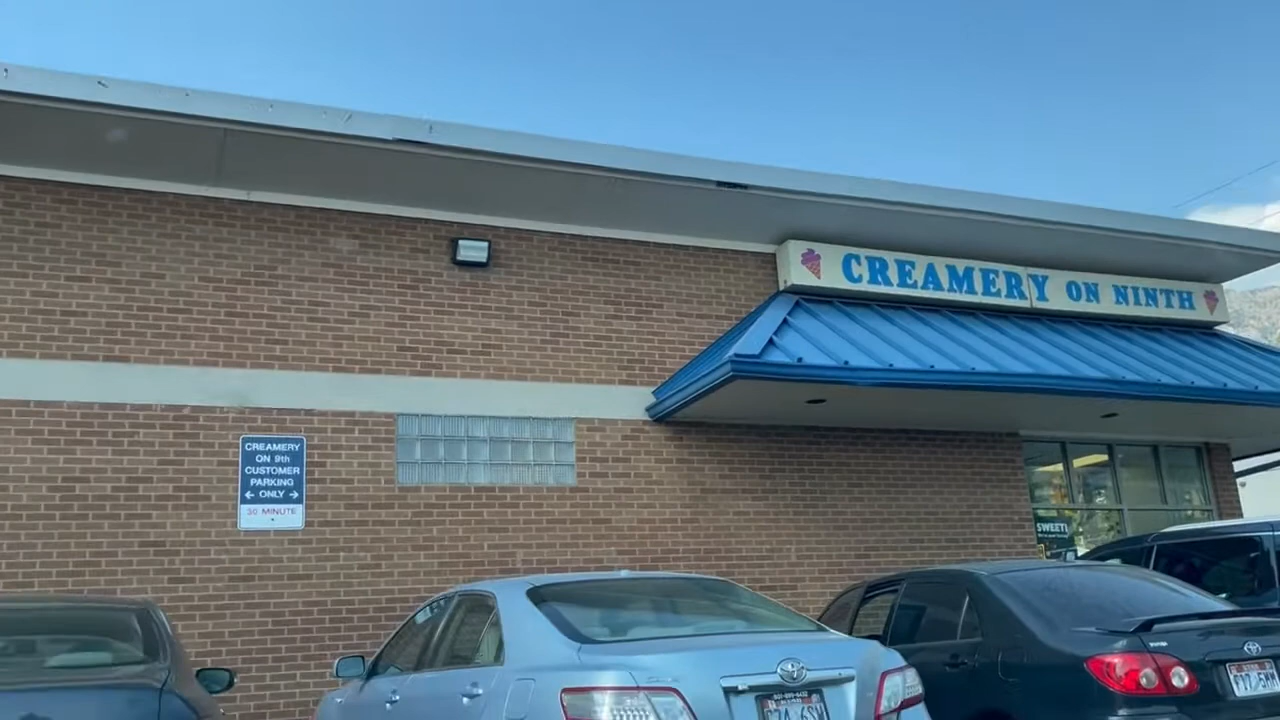 CREAMERY ON NINTH
CREAMERY
ON 9th
CUSTOMER
PARKING
← ONLY →
30 MINUTE
SWEET!